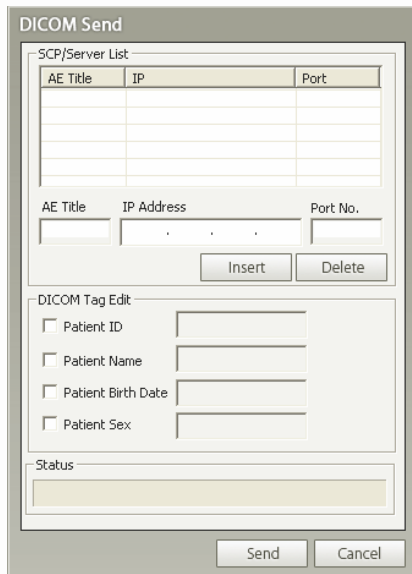 DICOM Send
SCP/Server List
AE Title IP Port
AE Title IP Address Port No.
. . .
Insert Delete
DICOM Tag Edit
Patient ID
Patient Name
Patient Birth Date
Patient Sex
Status
Send Cancel